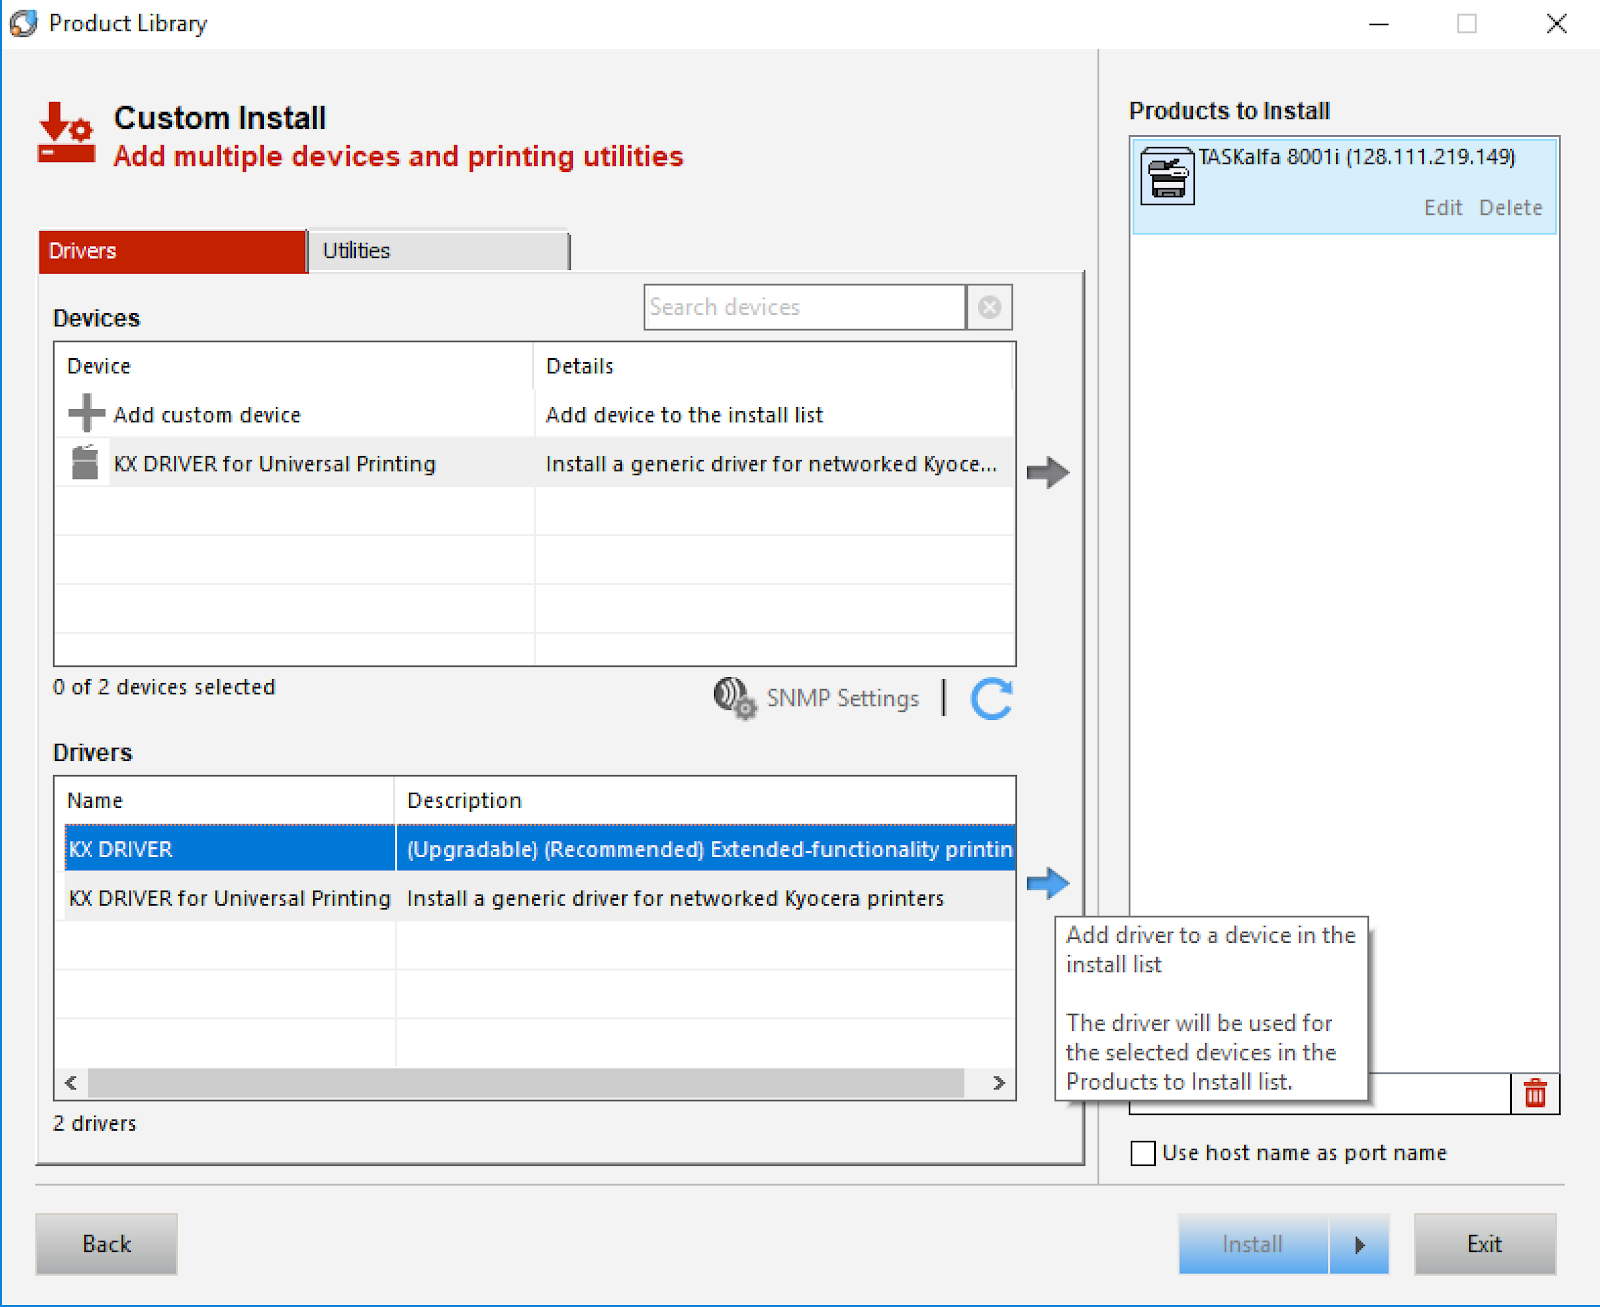 Product Library
Custom Install
Add multiple devices and printing utilities
Drivers
Utilities
Devices
Search devices
Device
Details
Add custom device
Add device to the install list
KX DRIVER for Universal Printing
Install a generic driver for networked Kyoce...
0 of 2 devices selected
SNMP Settings
Drivers
Name
Description
KX DRIVER
(Upgradable) (Recommended) Extended-functionality printin
KX DRIVER for Universal Printing
Install a generic driver for networked Kyocera printers
2 drivers
Add driver to a device in the
install list
The driver will be used for
the selected devices in the
Products to Install list.
Products to Install
TASKalfa 8001i (128.111.219.149)
Edit
Delete
Use host name as port name
Back
Install
Exit